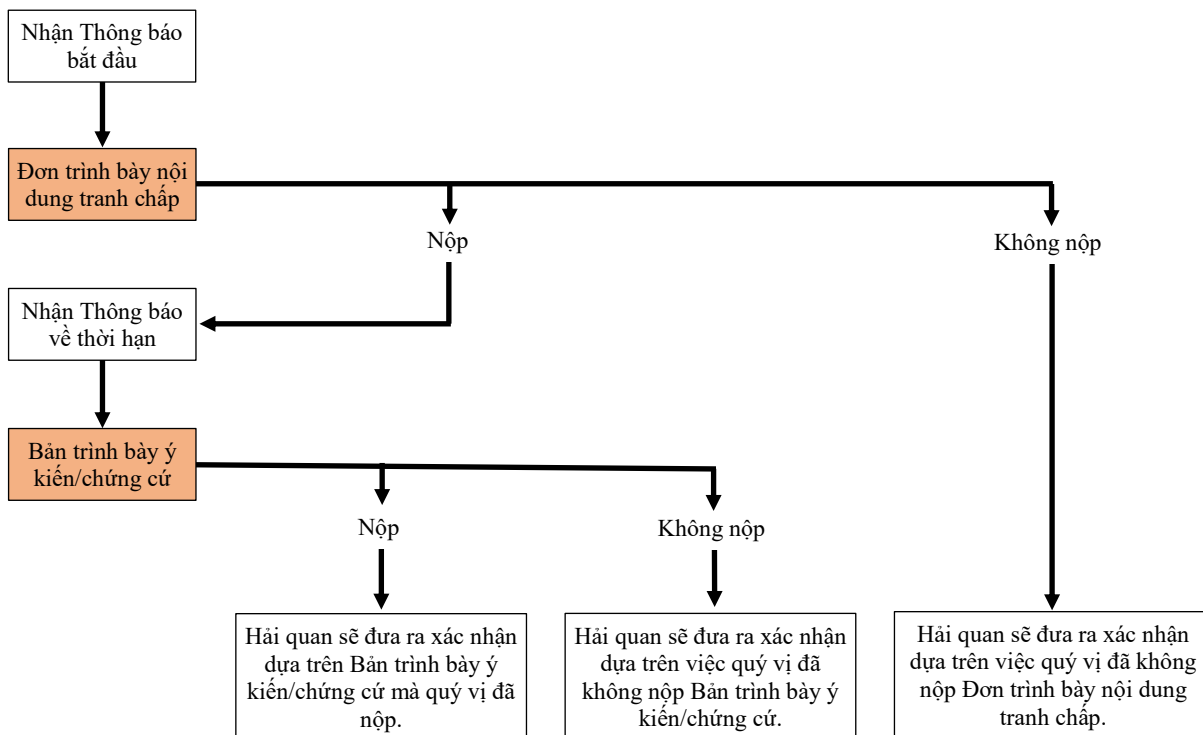 Nhận Thông báo
bắt đầu
Đơn trình bày nội
dung tranh chấp
Nộp
Không nộp
Nhận Thông báo
về thời hạn
Bản trình bày ý
kiến/chứng cứ
Nộp
Không nộp
Hải quan sẽ đưa ra xác nhận
dựa trên Bản trình bày ý
kiến/chứng cứ mà quý vị đã
nộp.
Hải quan sẽ đưa ra xác nhận
dựa trên việc quý vị đã
không nộp Bản trình bày ý
kiến/chứng cứ.
Hải quan sẽ đưa ra xác nhận
dựa trên việc quý vị đã không
nộp Đơn trình bày nội dung
tranh chấp.